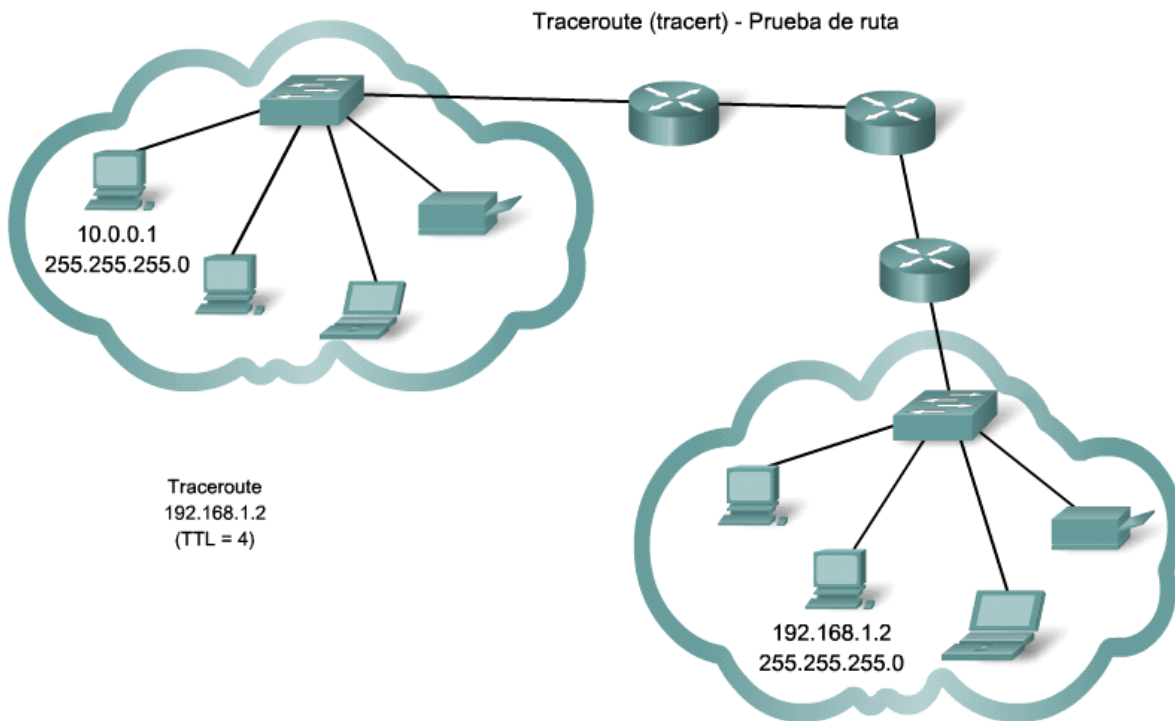 Traceroute (tracert) - Prueba de ruta
10.0.0.1
255.255.255.0
Traceroute
192.168.1.2
(TTL = 4)
192.168.1.2
255.255.255.0